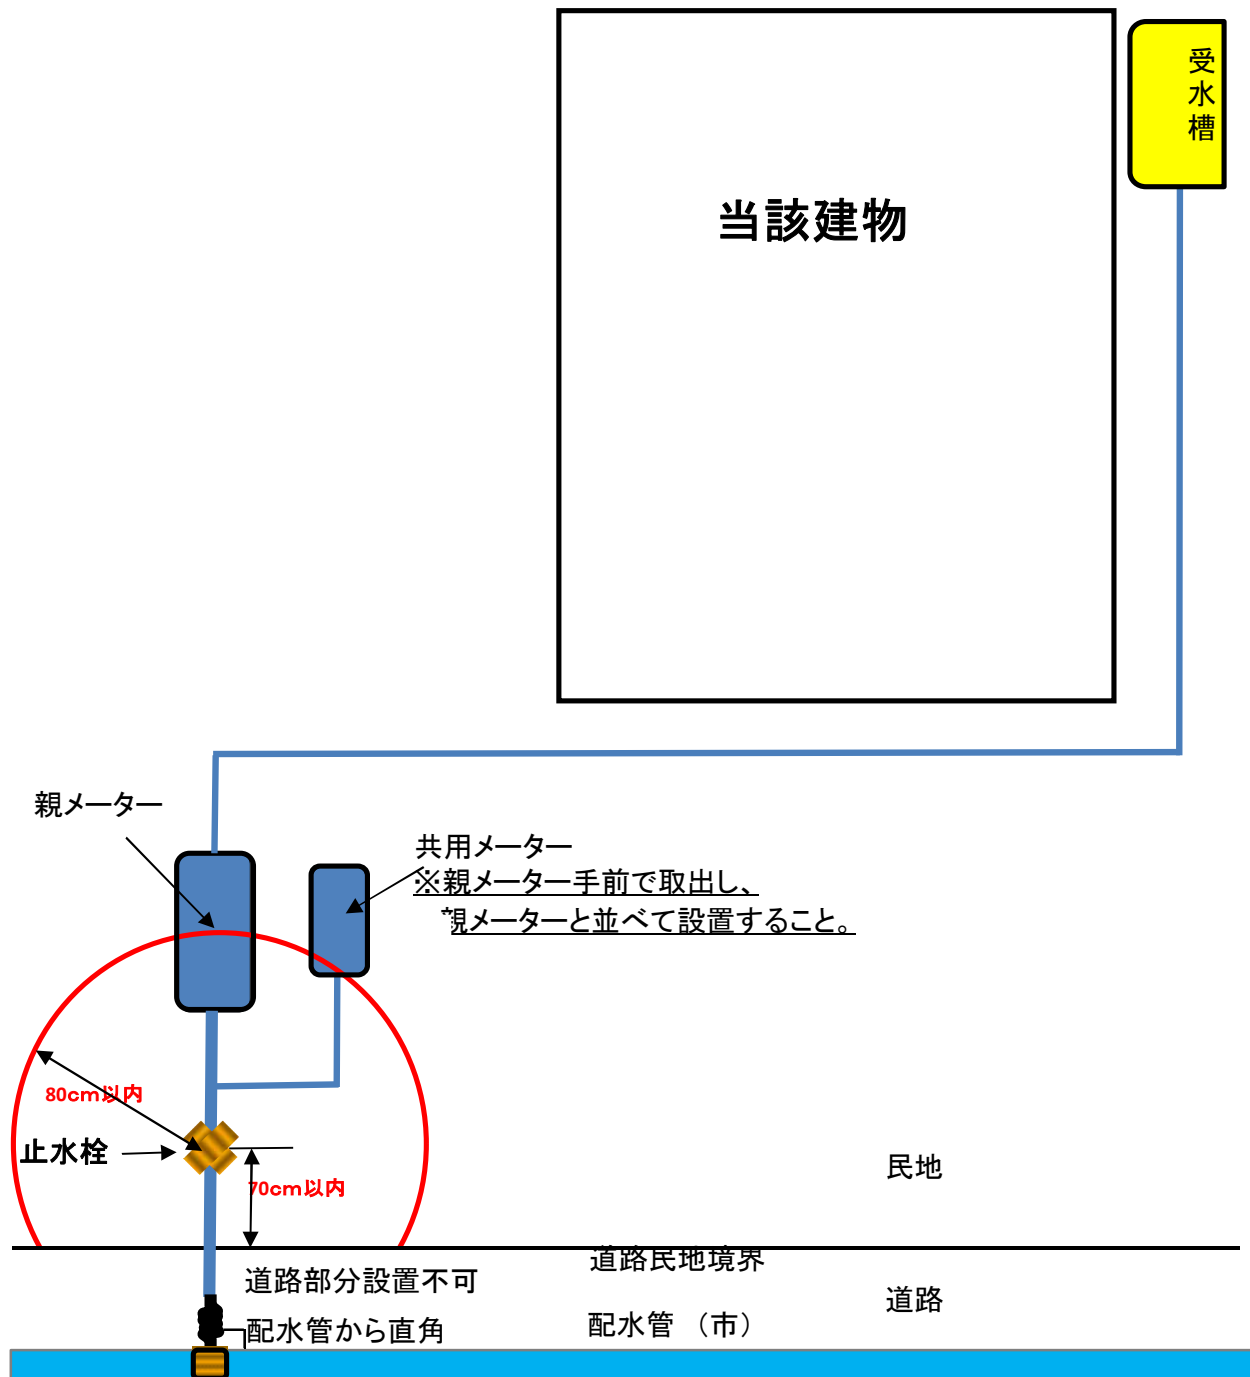 受水槽
当該建物
親メーター
共用メーター
※親メーター手前で取出し、
親メーターと並べて設置すること。
80cm以内
止水栓
70cm以内
民地
道路民地境界
道路部分設置不可
道路
配水管から直角
配水管 （市）